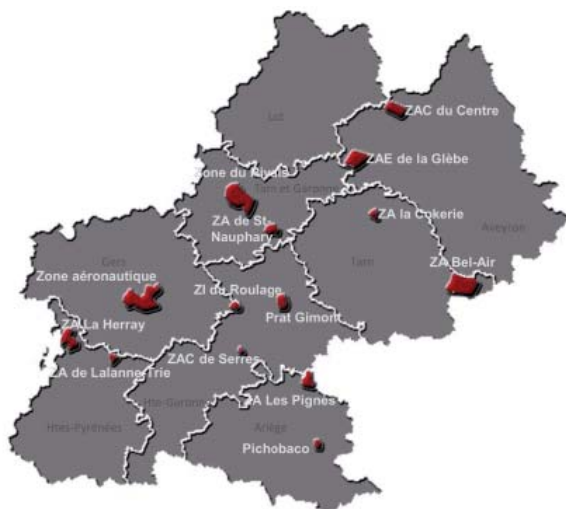 ZAC du Centre
Lot
ZAE de la Glèbe
Zone du Rivals
Tarn et Garonne
ZA de St-
Nauphary
ZA la Cokerie
Aveyron
Gers
Tarn
ZA Bel-Air
Zone aéronautique
ZI du Roulage
Prat Gimont
ZA La Herray
ZAC de Serres
ZA de Lalanne-Trie
ZA Les Pignès
Hte-Garonne
Htes-Pyrénées
Ariège
Pichobaco